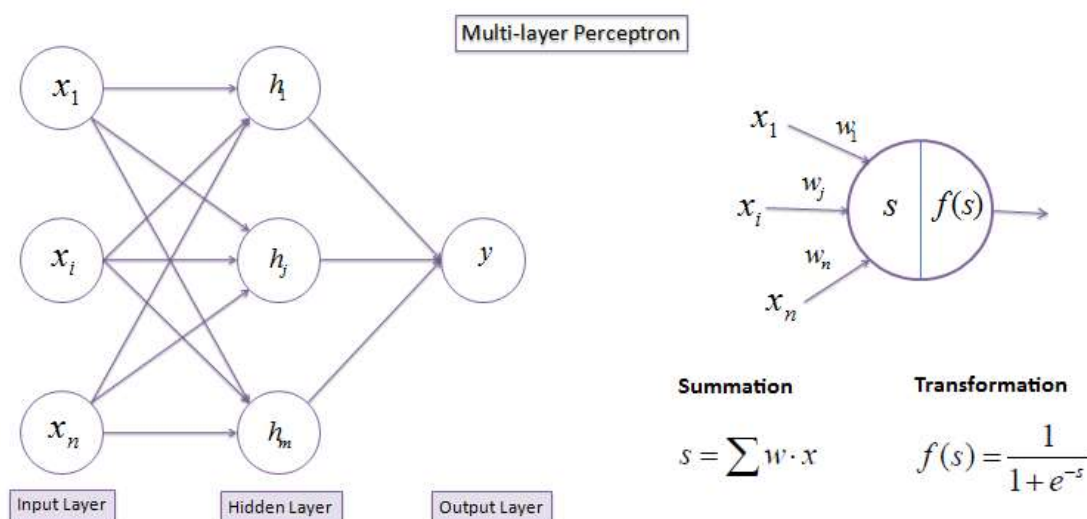 Multi-layer Perceptron
x₁
h₁
xᵢ
hⱼ
y
xₙ
hₘ
Input Layer
Hidden Layer
Output Layer
x₁
w₁
xᵢ
wⱼ
xₙ
wₙ
s
f(s)
Summation
s = ∑ w · x
Transformation
f(s) = 1 / (1 + e⁻ˢ)